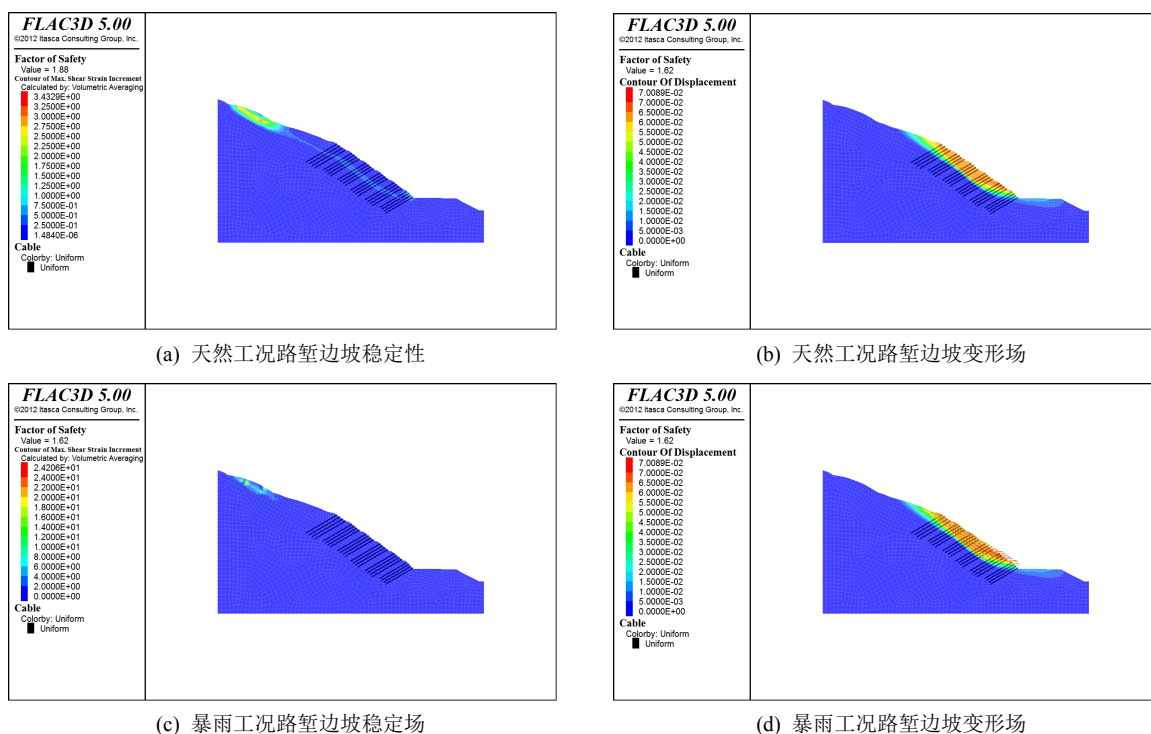 FLAC3D 5.00
©2012 Itasca Consulting Group, Inc.
Factor of Safety
Value = 1.88
Contour of Max. Shear Strain Increment
Calculated by: Volumetric Averaging
3.4329E+00
3.2500E+00
3.0000E+00
2.7500E+00
2.5000E+00
2.2500E+00
2.0000E+00
1.7500E+00
1.5000E+00
1.2500E+00
1.0000E+00
7.5000E-01
5.0000E-01
2.5000E-01
1.4840E-06
Cable
Colorby: Uniform
Uniform
(a) 天然工况路堑边坡稳定性
FLAC3D 5.00
©2012 Itasca Consulting Group, Inc.
Factor of Safety
Value = 1.62
Contour Of Displacement
7.0089E-02
7.0000E-02
6.5000E-02
6.0000E-02
5.5000E-02
5.0000E-02
4.5000E-02
4.0000E-02
3.5000E-02
3.0000E-02
2.5000E-02
2.0000E-02
1.5000E-02
1.0000E-02
5.0000E-03
0.0000E+00
Cable
Colorby: Uniform
Uniform
(b) 天然工况路堑边坡变形场
FLAC3D 5.00
©2012 Itasca Consulting Group, Inc.
Factor of Safety
Value = 1.62
Contour of Max. Shear Strain Increment
Calculated by: Volumetric Averaging
2.4206E+01
2.4000E+01
2.2000E+01
2.0000E+01
1.8000E+01
1.6000E+01
1.4000E+01
1.2000E+01
1.0000E+01
8.0000E+00
6.0000E+00
4.0000E+00
2.0000E+00
0.0000E+00
Cable
Colorby: Uniform
Uniform
(c) 暴雨工况路堑边坡稳定场
FLAC3D 5.00
©2012 Itasca Consulting Group, Inc.
Factor of Safety
Value = 1.62
Contour Of Displacement
7.0089E-02
7.0000E-02
6.5000E-02
6.0000E-02
5.5000E-02
5.0000E-02
4.5000E-02
4.0000E-02
3.5000E-02
3.0000E-02
2.5000E-02
2.0000E-02
1.5000E-02
1.0000E-02
5.0000E-03
0.0000E+00
Cable
Colorby: Uniform
Uniform
(d) 暴雨工况路堑边坡变形场